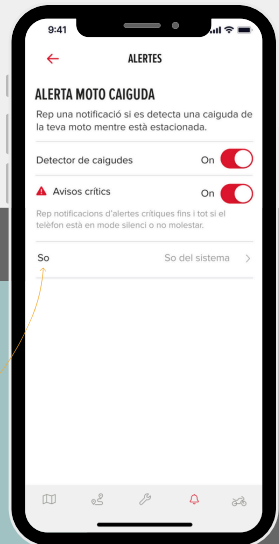 9:41
ALERTES
ALERTA MOTO CAIGUDA
Rep una notificació si es detecta una caiguda de
la teva moto mentre està estacionada.
Detector de caigudes On
Avisos crítics On
Rep notificacions d'alertes crítiques fins i tot si el
telèfon està en mode silenci o no molestar.
So So del sistema